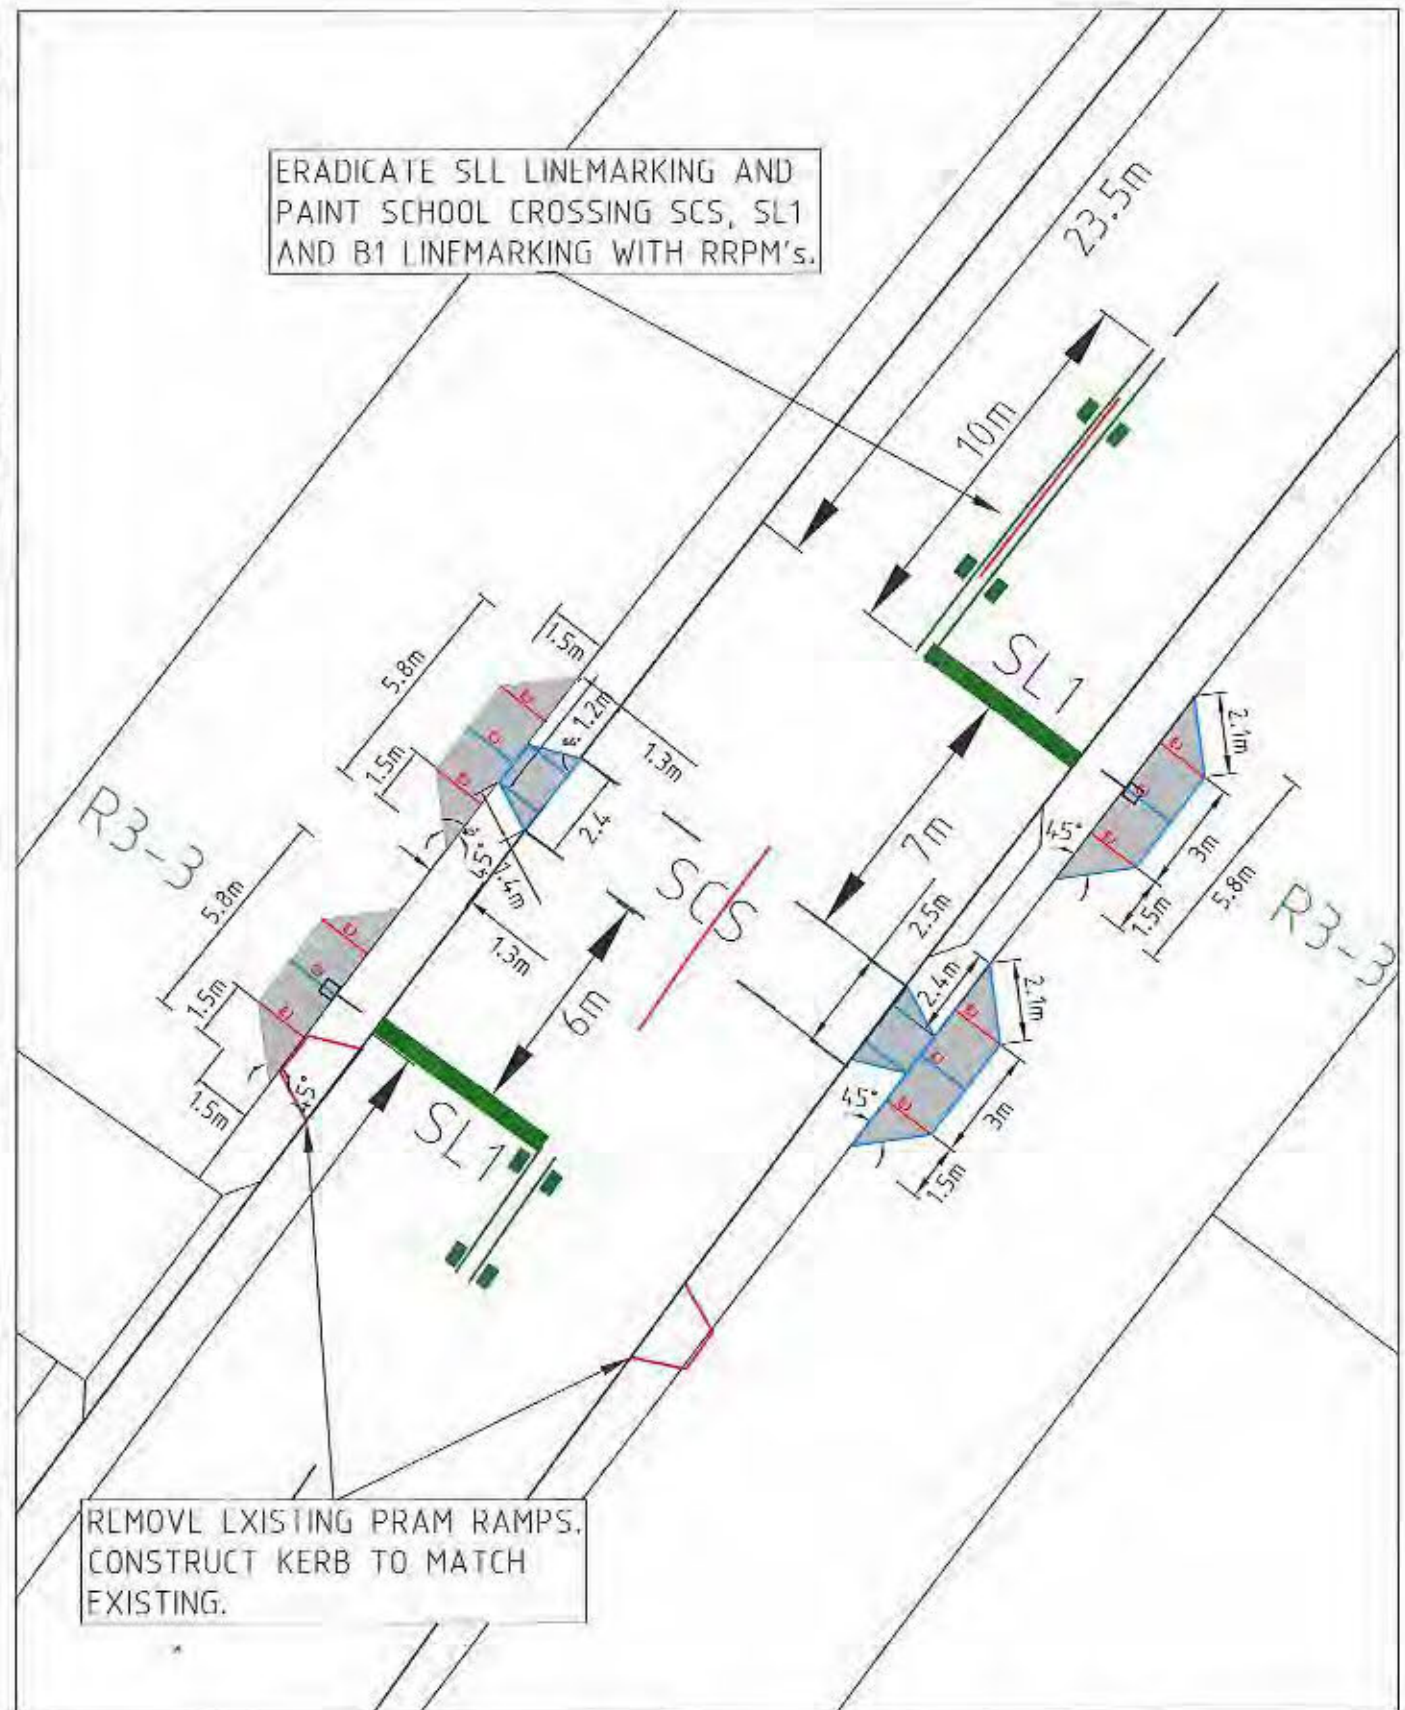 ERADICATE SLL LINEMARKING AND
PAINT SCHOOL CROSSING SCS, SL1
AND B1 LINEMARKING WITH RRPM's.
23.5m
10m
SL1
5.8m
1.5m
1.2m
1.3m
1.5m
2.4
1.4m
45°
1.3m
R3-3
5.8m
1.5m
1.5m
45°
SCS
7m
6m
SL1
2.5m
2.4m
2.1m
45°
3m
1.5m
2.1m
45°
3m
1.5m
5.8m
R3-3
REMOVE EXISTING PRAM RAMPS.
CONSTRUCT KERB TO MATCH
EXISTING.